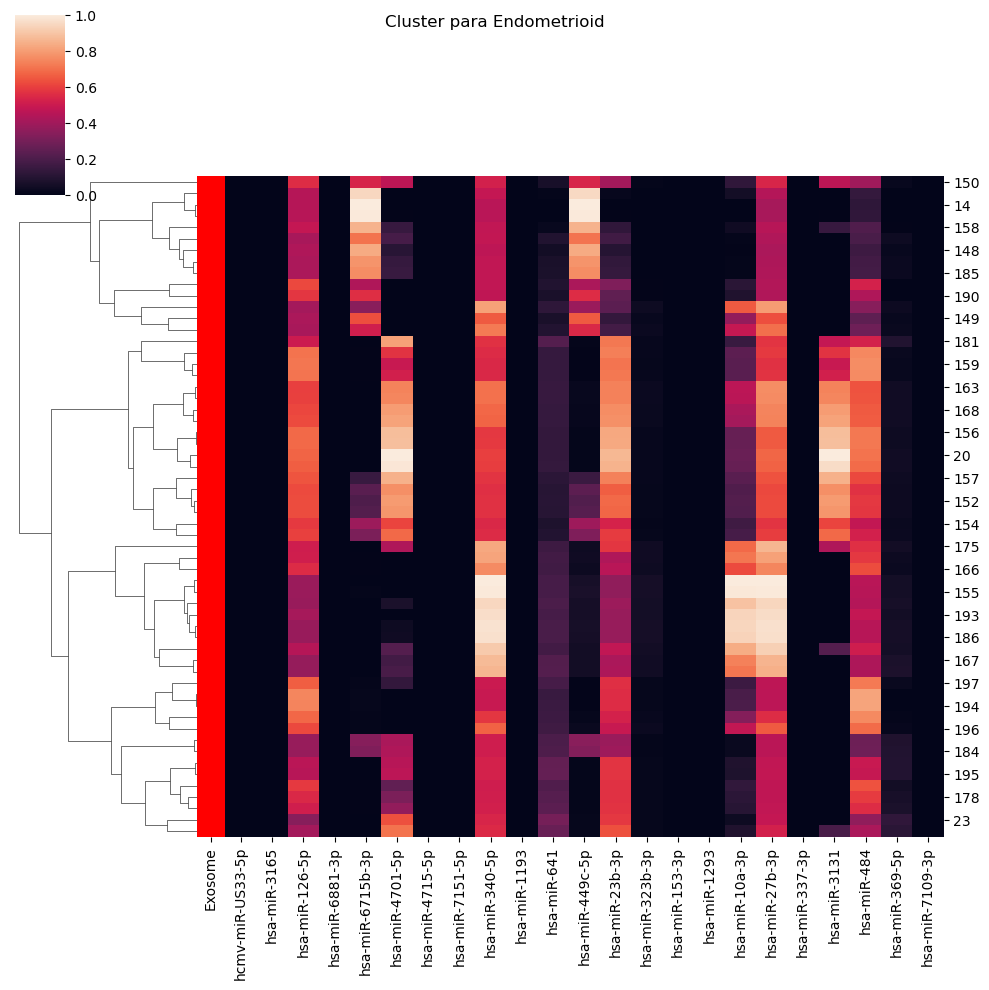 Cluster para Endometrioid
1.0
0.8
0.6
0.4
0.2
0.0
150
14
158
148
185
190
149
181
159
163
168
156
20
157
152
154
175
166
155
193
186
167
197
194
196
184
195
178
23
Exosome
hcmv-miR-US33-5p
hsa-miR-3165
hsa-miR-126-5p
hsa-miR-6881-3p
hsa-miR-6715b-3p
hsa-miR-4701-5p
hsa-miR-4715-5p
hsa-miR-7151-5p
hsa-miR-340-5p
hsa-miR-1193
hsa-miR-641
hsa-miR-449c-5p
hsa-miR-23b-3p
hsa-miR-323b-3p
hsa-miR-153-3p
hsa-miR-1293
hsa-miR-10a-3p
hsa-miR-27b-3p
hsa-miR-337-3p
hsa-miR-3131
hsa-miR-484
hsa-miR-369-5p
hsa-miR-7109-3p